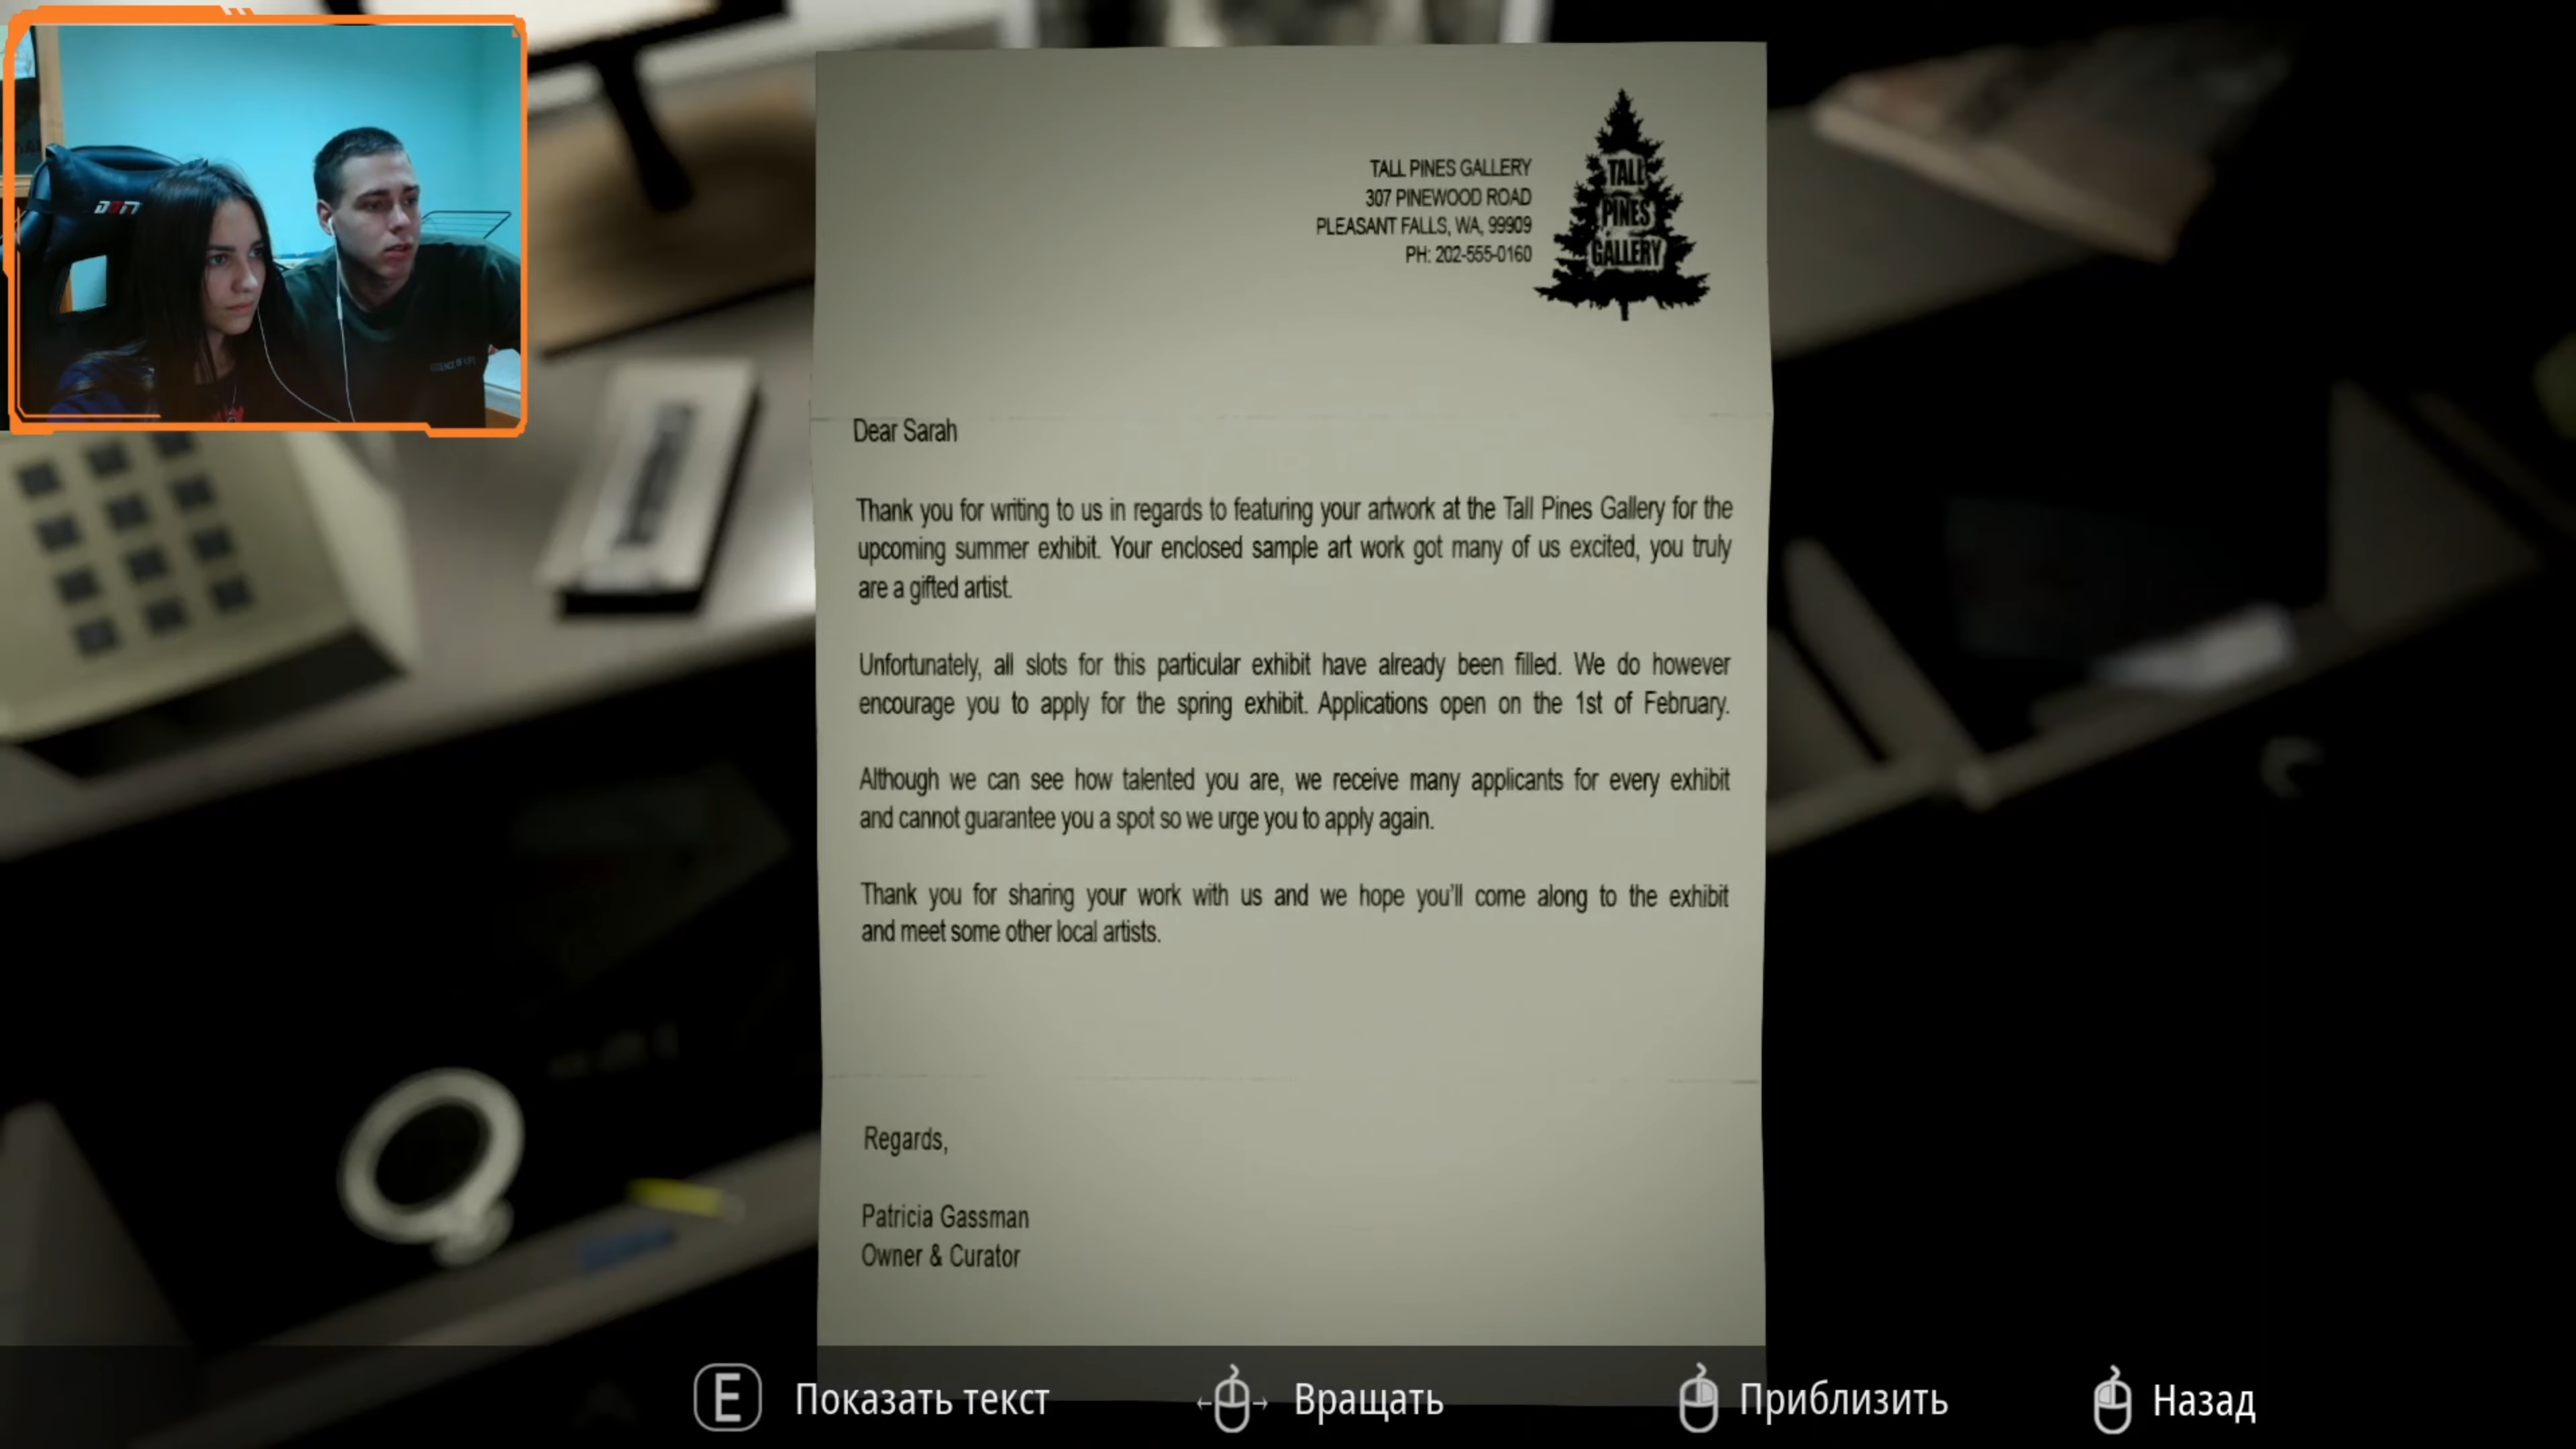 TALL PINES GALLERY
307 PINEWOOD ROAD
PLEASANT FALLS, WA, 99909
PH: 202-555-0160
TALL
PINES
GALLERY
Dear Sarah
Thank you for writing to us in regards to featuring your artwork at the Tall Pines Gallery for the
upcoming summer exhibit. Your enclosed sample art work got many of us excited, you truly
are a gifted artist.
Unfortunately, all slots for this particular exhibit have already been filled. We do however
encourage you to apply for the spring exhibit. Applications open on the 1st of February.
Although we can see how talented you are, we receive many applicants for every exhibit
and cannot guarantee you a spot so we urge you to apply again.
Thank you for sharing your work with us and we hope you'll come along to the exhibit
and meet some other local artists.
Regards,
Patricia Gassman
Owner & Curator
E Показать текст
Вращать
Приблизить
Назад